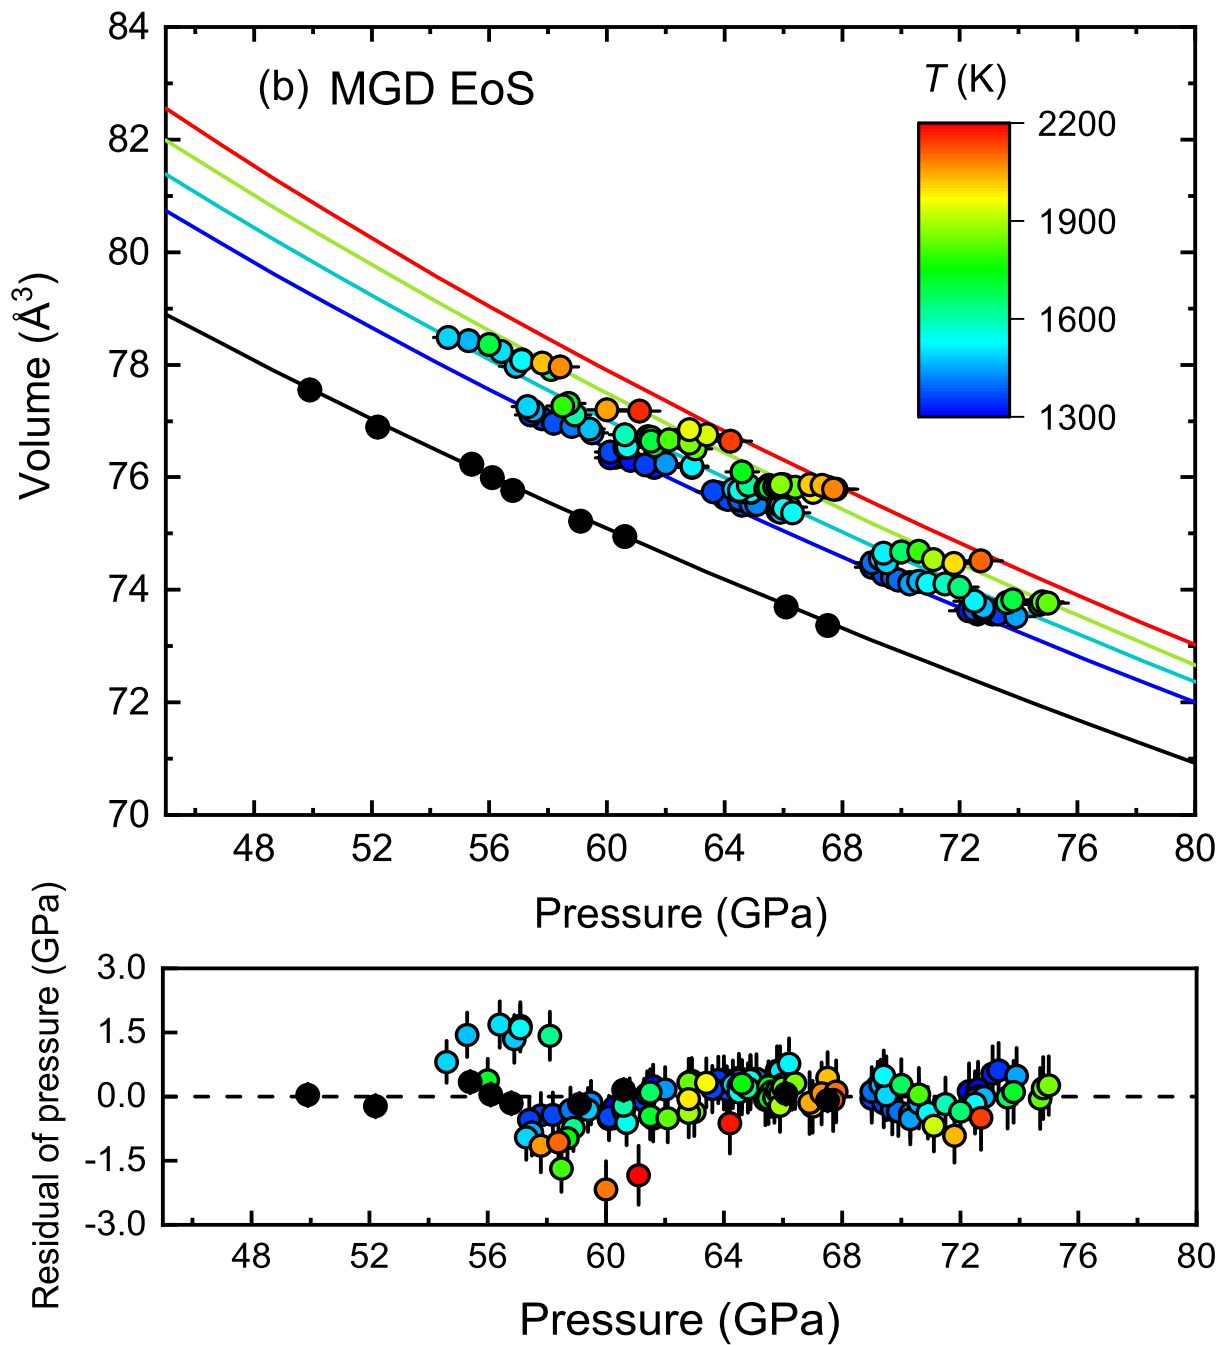 84
82
80
78
76
74
72
70
Volume (Å³)
(b) MGD EoS
T (K)
2200
1900
1600
1300
48 52 56 60 64 68 72 76 80
Pressure (GPa)
3.0
1.5
0.0
-1.5
-3.0
Residual of pressure (GPa)
48 52 56 60 64 68 72 76 80
Pressure (GPa)